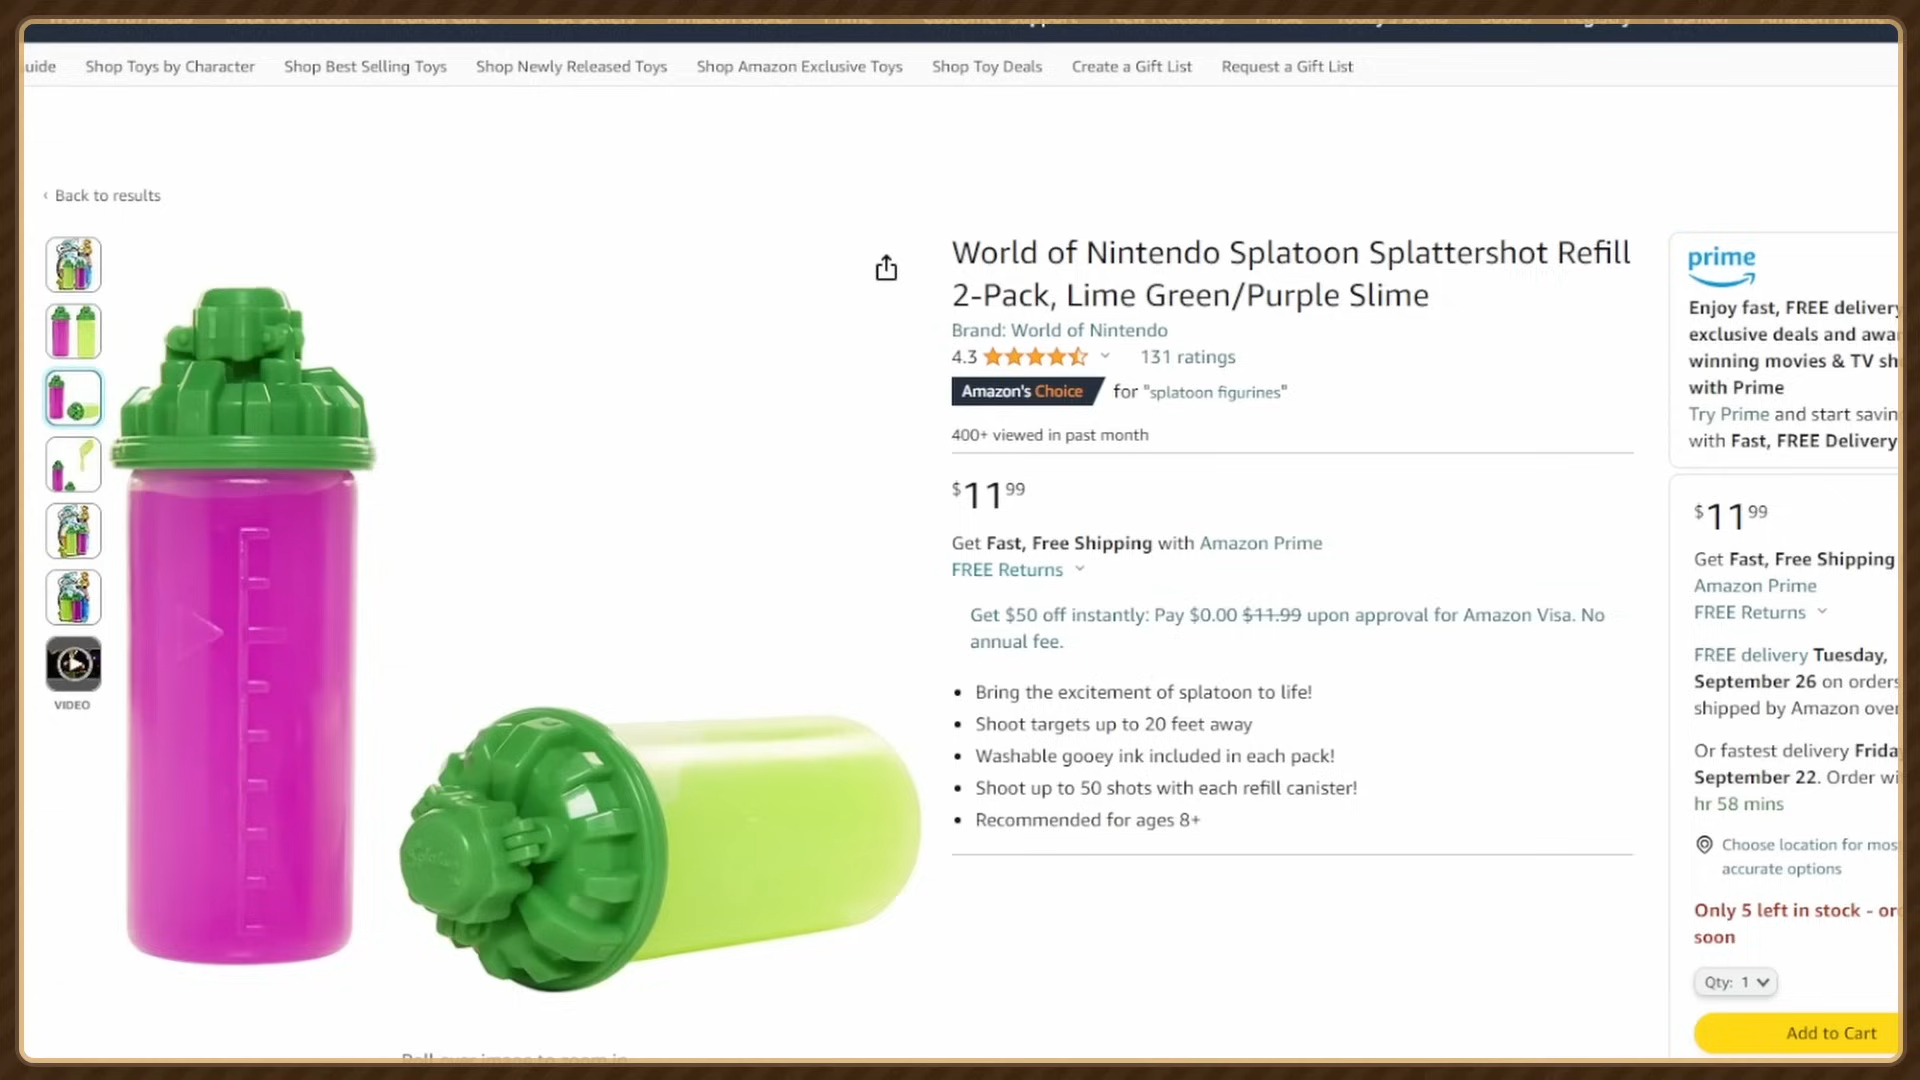 uide Shop Toys by Character Shop Best Selling Toys Shop Newly Released Toys Shop Amazon Exclusive Toys Shop Toy Deals Create a Gift List Request a Gift List
‹ Back to results
World of Nintendo Splatoon Splattershot Refill
2-Pack, Lime Green/Purple Slime
Brand: World of Nintendo
4.3 131 ratings
Amazon's Choice for "splatoon figurines"
400+ viewed in past month
$11 99
Get Fast, Free Shipping with Amazon Prime
FREE Returns
Get $50 off instantly: Pay $0.00 $11.99 upon approval for Amazon Visa. No
annual fee.
• Bring the excitement of splatoon to life!
• Shoot targets up to 20 feet away
• Washable gooey ink included in each pack!
• Shoot up to 50 shots with each refill canister!
• Recommended for ages 8+
VIDEO
Splatoon
Roll over image to zoom in
prime
Enjoy fast, FREE delivery
exclusive deals and awa
winning movies & TV sh
with Prime
Try Prime and start savin
with Fast, FREE Delivery
$11 99
Get Fast, Free Shipping
Amazon Prime
FREE Returns
FREE delivery Tuesday,
September 26 on orders
shipped by Amazon over
Or fastest delivery Frida
September 22. Order wi
hr 58 mins
Choose location for mos
accurate options
Only 5 left in stock - or
soon
Qty: 1
Add to Cart